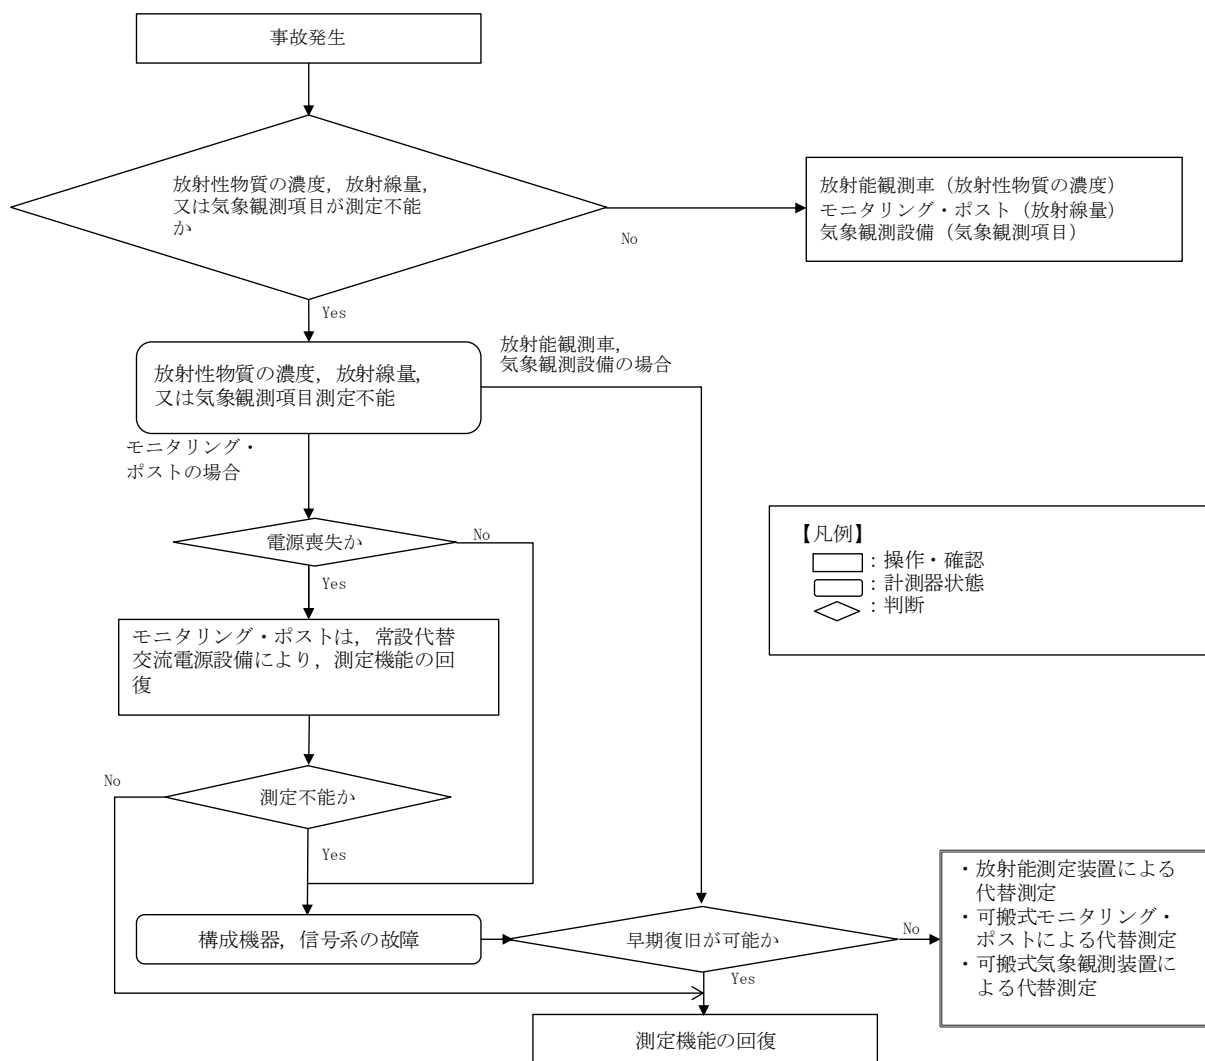 事故発生
放射性物質の濃度，放射線量，
又は気象観測項目が測定不能
か
No
放射能観測車（放射性物質の濃度）
モニタリング・ポスト（放射線量）
気象観測設備（気象観測項目）
Yes
放射性物質の濃度，放射線量，
又は気象観測項目測定不能
放射能観測車，
気象観測設備の場合
モニタリング・
ポストの場合
電源喪失か
No
Yes
【凡例】
：操作・確認
：計測器状態
：判断
モニタリング・ポストは，常設代替
交流電源設備により，測定機能の回
復
測定不能か
No
Yes
構成機器，信号系の故障
早期復旧が可能か
No
Yes
・放射能測定装置による
代替測定
・可搬式モニタリング・
ポストによる代替測定
・可搬式気象観測装置に
よる代替測定
測定機能の回復